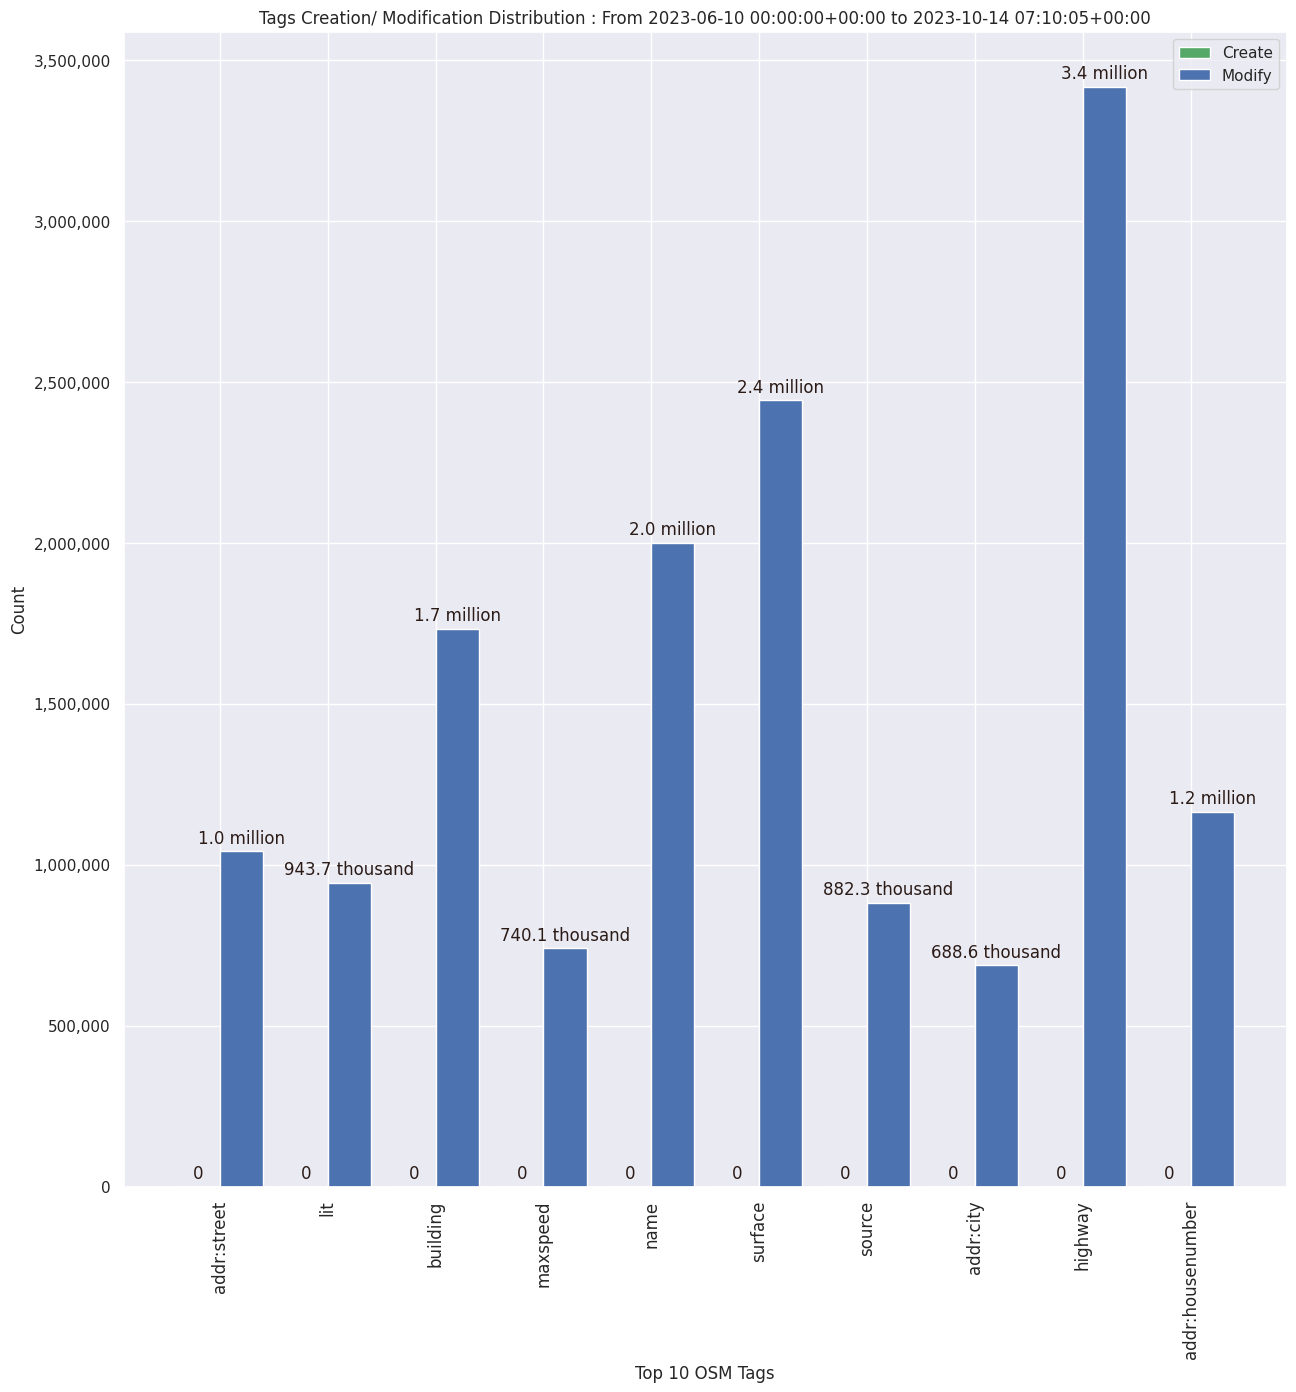 Tags Creation/ Modification Distribution : From 2023-06-10 00:00:00+00:00 to 2023-10-14 07:10:05+00:00
Create
Modify
3,500,000
3,000,000
2,500,000
2,000,000
1,500,000
1,000,000
500,000
0
Count
1.0 million
943.7 thousand
1.7 million
740.1 thousand
2.0 million
2.4 million
882.3 thousand
688.6 thousand
3.4 million
1.2 million
0
0
0
0
0
0
0
0
0
0
addr:street
lit
building
maxspeed
name
surface
source
addr:city
highway
addr:housenumber
Top 10 OSM Tags